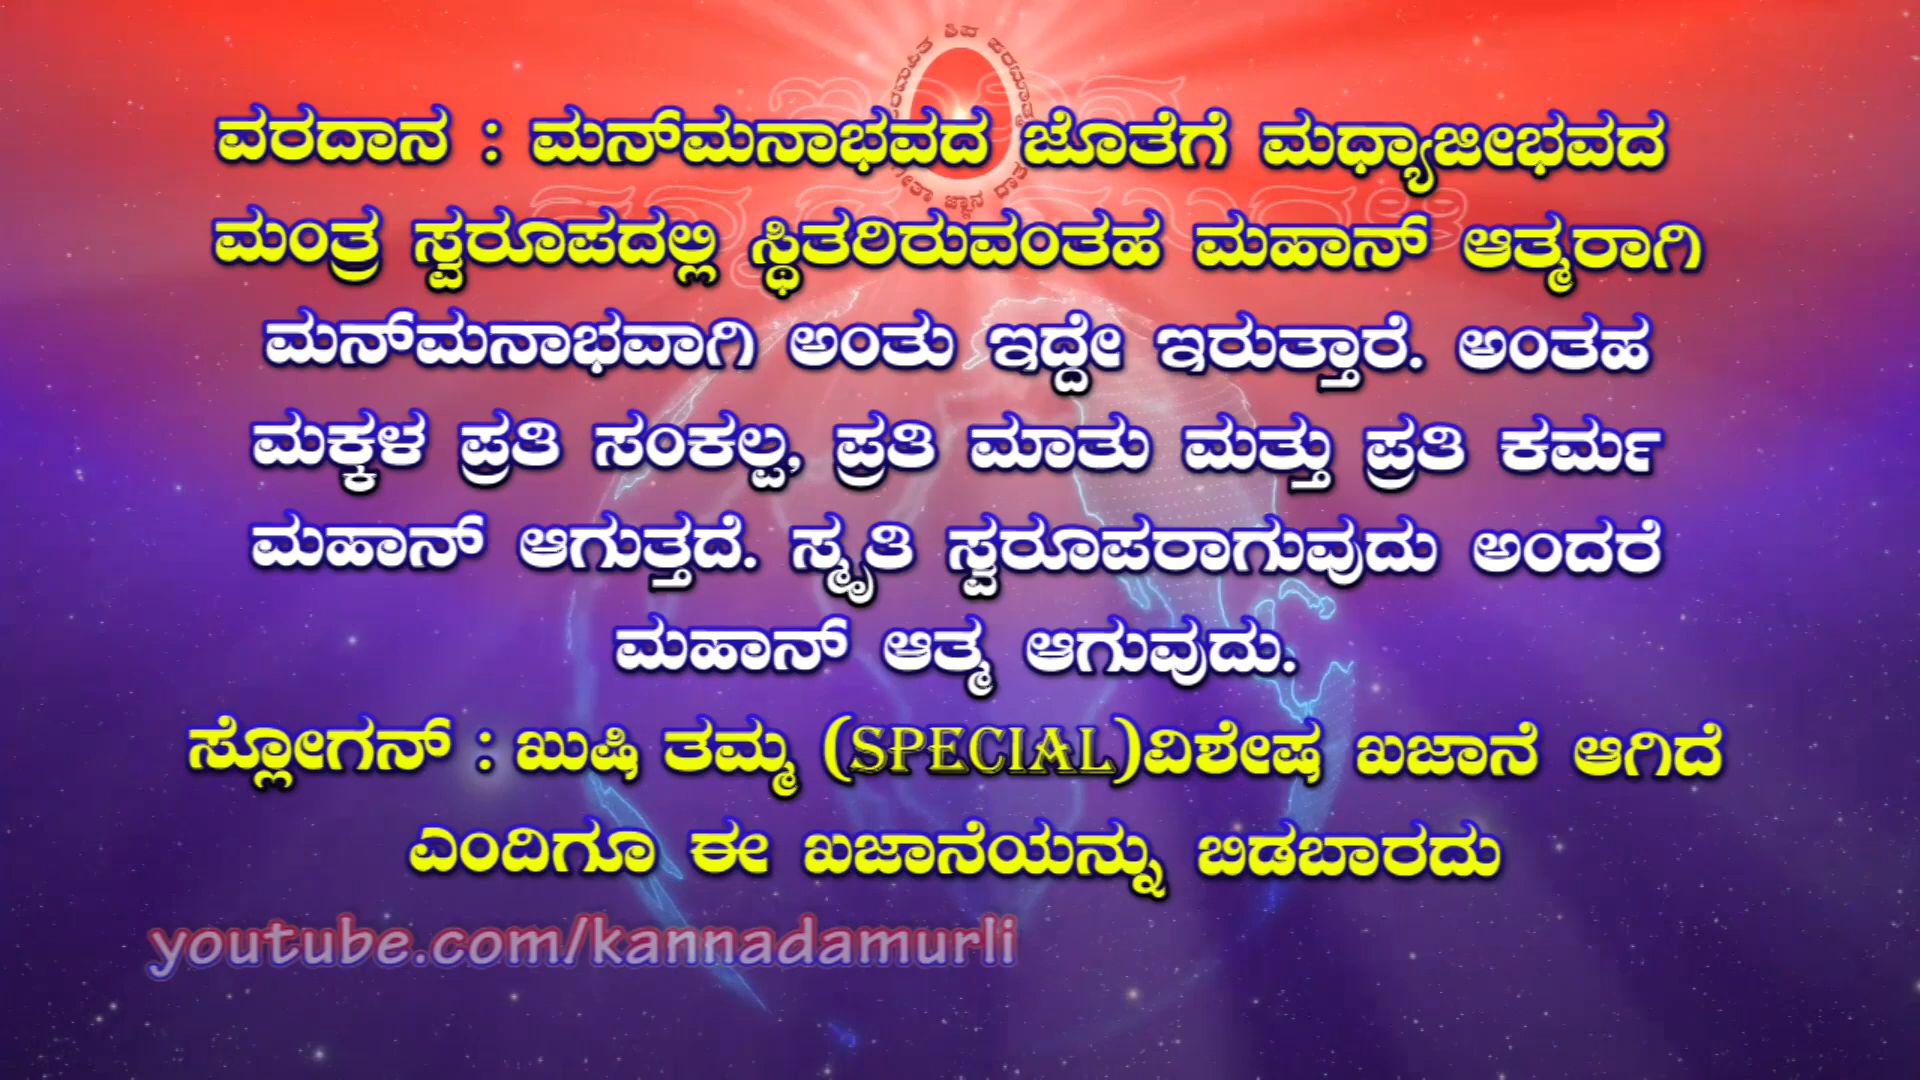 ವರದಾನ : ಮನ್‌ಮನಾಭವದ ಜೊತೆಗೆ ಮಧ್ಯಾಜೀಭವದ
ಮಂತ್ರ ಸ್ವರೂಪದಲ್ಲಿ ಸ್ಥಿತರಿರುವಂತಹ ಮಹಾನ್ ಆತ್ಮರಾಗಿ
ಮನ್‌ಮನಾಭವಾಗಿ ಅಂತು ಇದ್ದೇ ಇರುತ್ತಾರೆ. ಅಂತಹ
ಮಕ್ಕಳ ಪ್ರತಿ ಸಂಕಲ್ಪ, ಪ್ರತಿ ಮಾತು ಮತ್ತು ಪ್ರತಿ ಕರ್ಮ
ಮಹಾನ್ ಆಗುತ್ತದೆ. ಸ್ಮೃತಿ ಸ್ವರೂಪರಾಗುವುದು ಅಂದರೆ
ಮಹಾನ್ ಆತ್ಮ ಆಗುವುದು.
ಸ್ಲೋಗನ್ : ಖುಷಿ ತಮ್ಮ (SPECIAL)ವಿಶೇಷ ಖಜಾನೆ ಆಗಿದೆ
ಎಂದಿಗೂ ಈ ಖಜಾನೆಯನ್ನು ಬಿಡಬಾರದು
youtube.com/kannadamurli